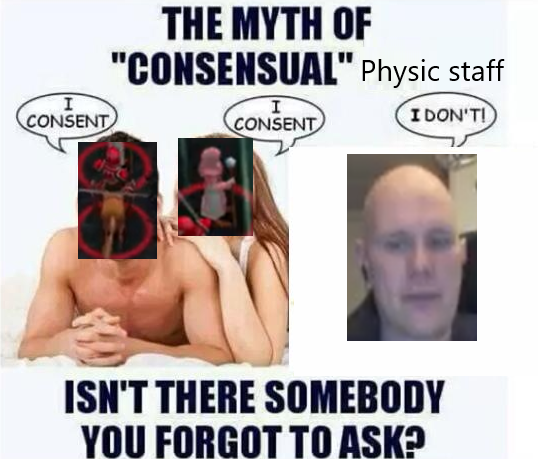 THE MYTH OF
"CONSENSUAL" Physic staff
I
CONSENT
I
CONSENT
I DON'T!
ISN'T THERE SOMEBODY
YOU FORGOT TO ASK?